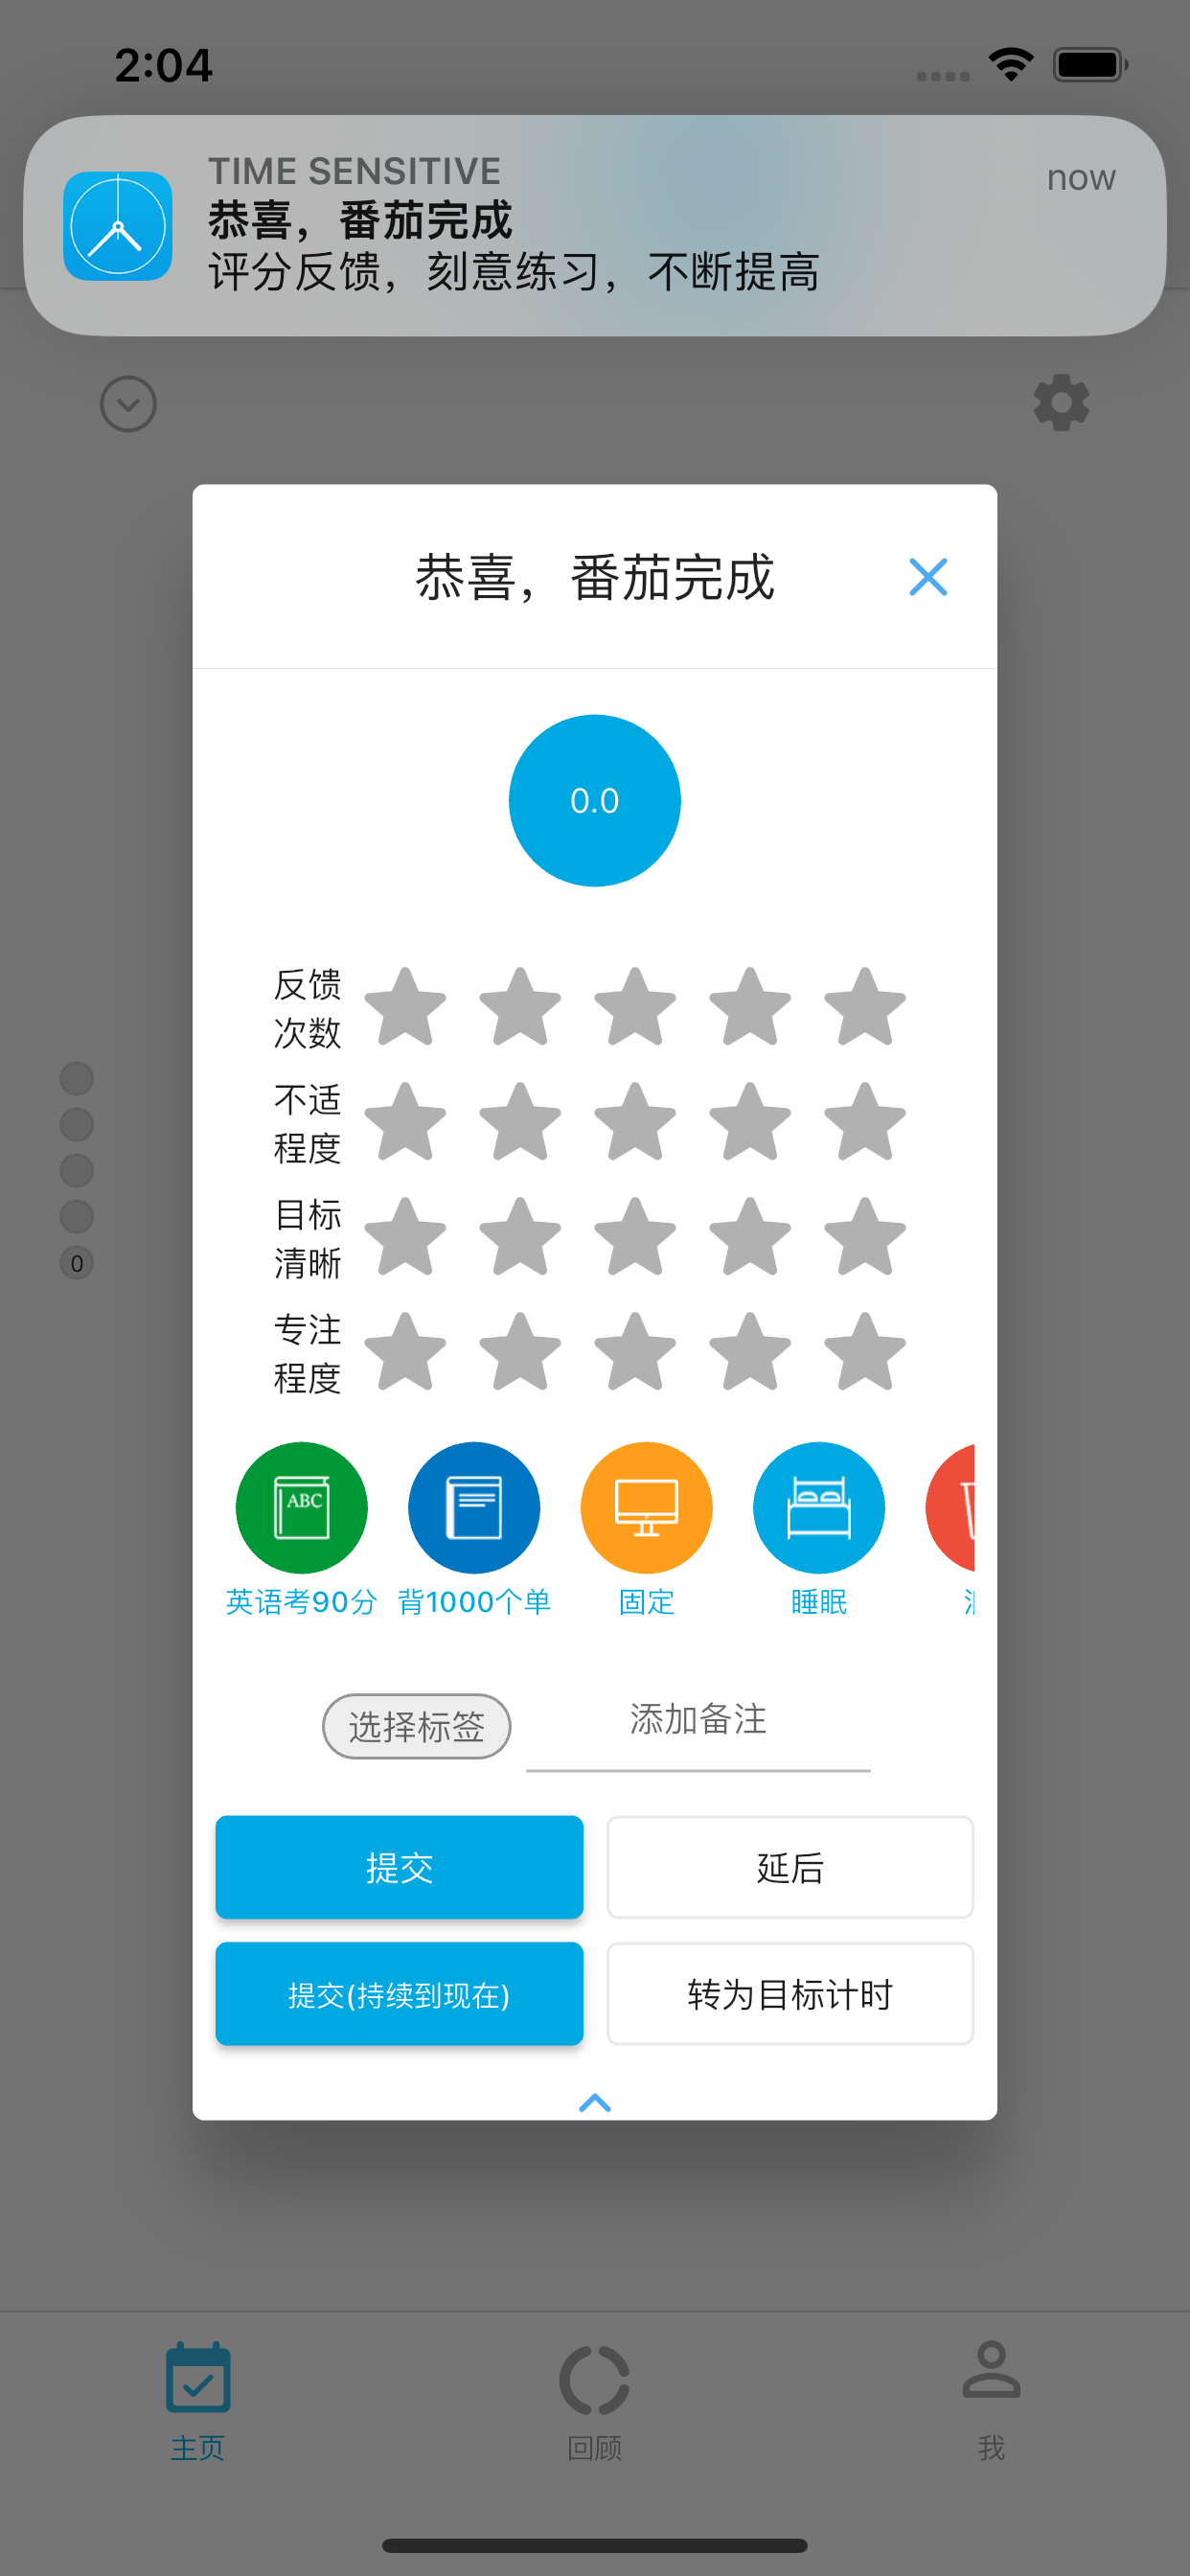 2:04
TIME SENSITIVE
now
恭喜，番茄完成
评分反馈，刻意练习，不断提高
恭喜，番茄完成
0.0
反馈
次数
不适
程度
目标
清晰
专注
程度
0
ABC
英语考90分
背1000个单
固定
睡眠
选择标签
添加备注
提交
延后
提交(持续到现在)
转为目标计时
主页
回顾
我